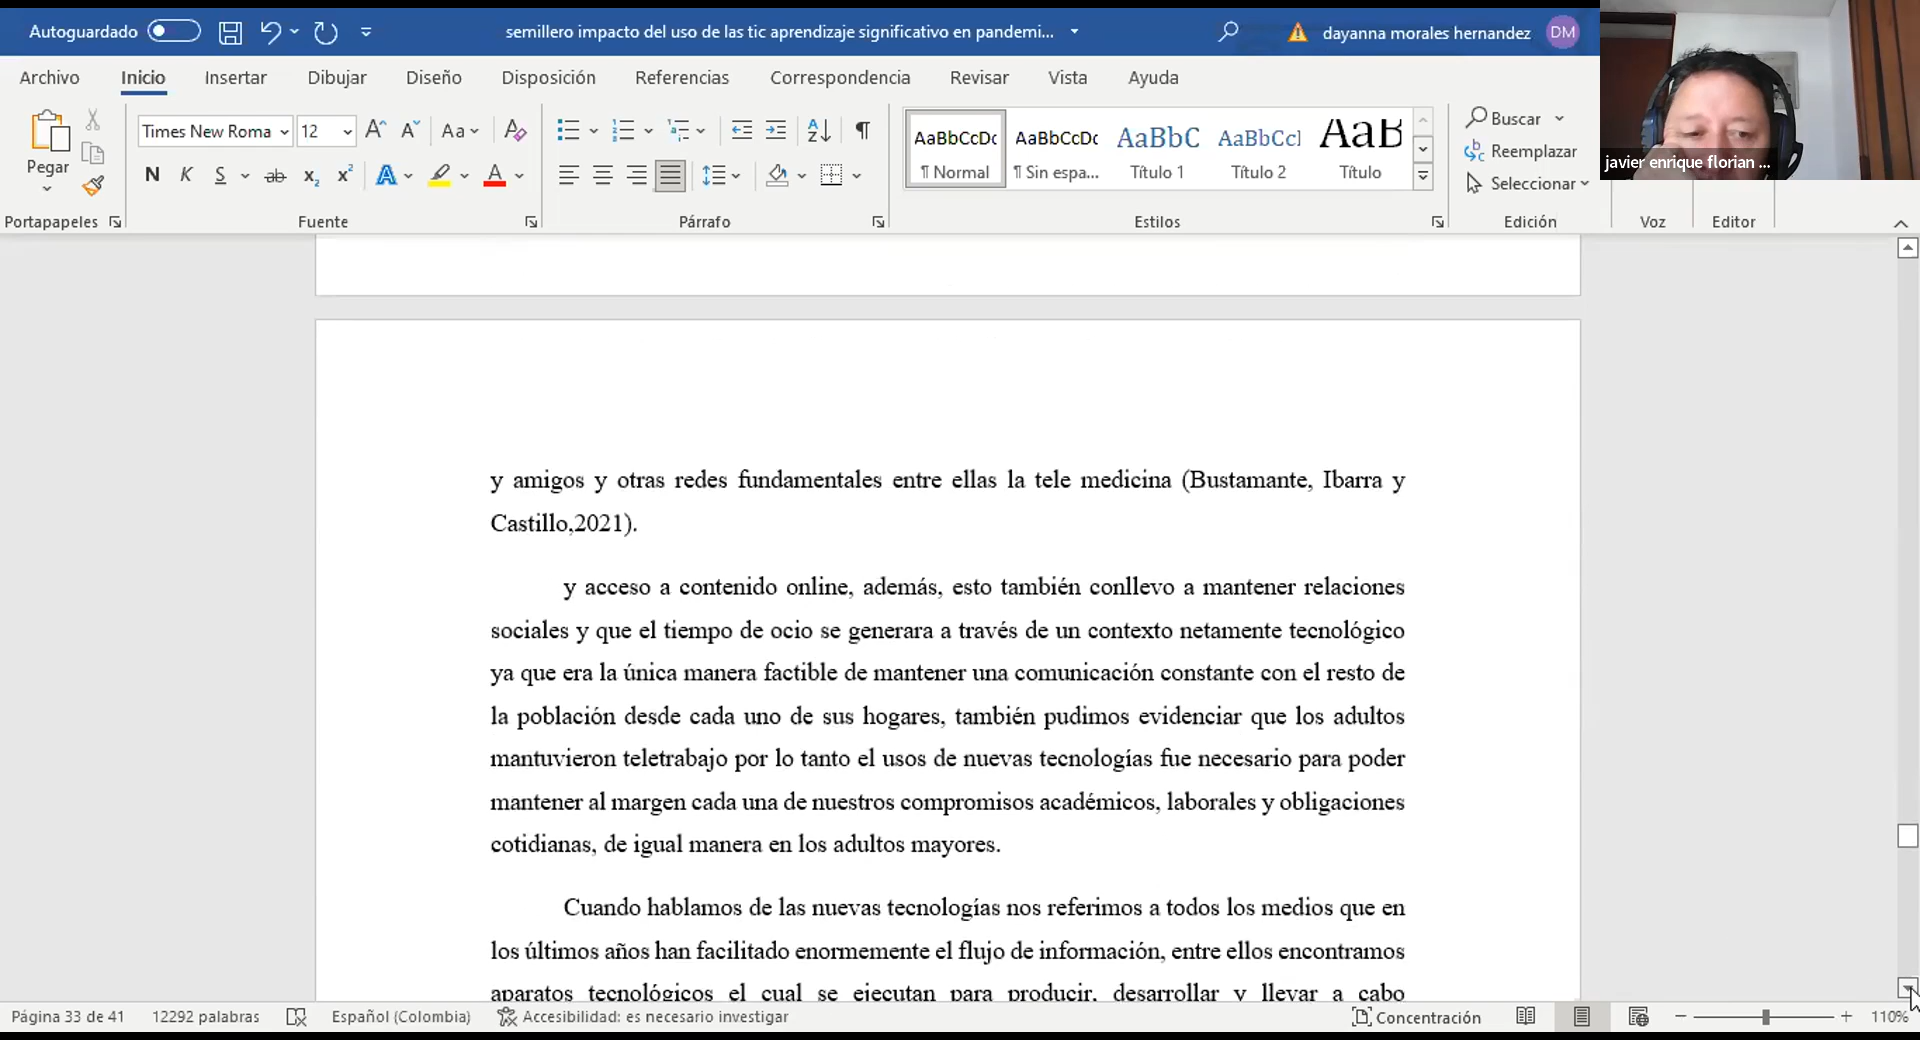 Autoguardado
semillero impacto del uso de las tic aprendizaje significativo en pandemi...
dayanna morales hernandez
DM
Archivo Inicio Insertar Dibujar Diseño Disposición Referencias Correspondencia Revisar Vista Ayuda
Pegar
Times New Roma 12
Aa
N K S ab x₂ x²
AaBbCcDc AaBbCcDc AaBbC AaBbCcI AaB
¶ Normal ¶ Sin espa... Título 1 Título 2 Título
Buscar
Reemplazar
Seleccionar
javier enrique florian ...
Portapapeles Fuente Párrafo Estilos Edición Voz Editor
y amigos y otras redes fundamentales entre ellas la tele medicina (Bustamante, Ibarra y
Castillo,2021).
y acceso a contenido online, además, esto también conllevo a mantener relaciones
sociales y que el tiempo de ocio se generara a través de un contexto netamente tecnológico
ya que era la única manera factible de mantener una comunicación constante con el resto de
la población desde cada uno de sus hogares, también pudimos evidenciar que los adultos
mantuvieron teletrabajo por lo tanto el usos de nuevas tecnologías fue necesario para poder
mantener al margen cada una de nuestros compromisos académicos, laborales y obligaciones
cotidianas, de igual manera en los adultos mayores.
Cuando hablamos de las nuevas tecnologías nos referimos a todos los medios que en
los últimos años han facilitado enormemente el flujo de información, entre ellos encontramos
aparatos tecnológicos el cual se ejecutan para producir, desarrollar y llevar a cabo
Página 33 de 41 12292 palabras Español (Colombia) Accesibilidad: es necesario investigar Concentración 110%